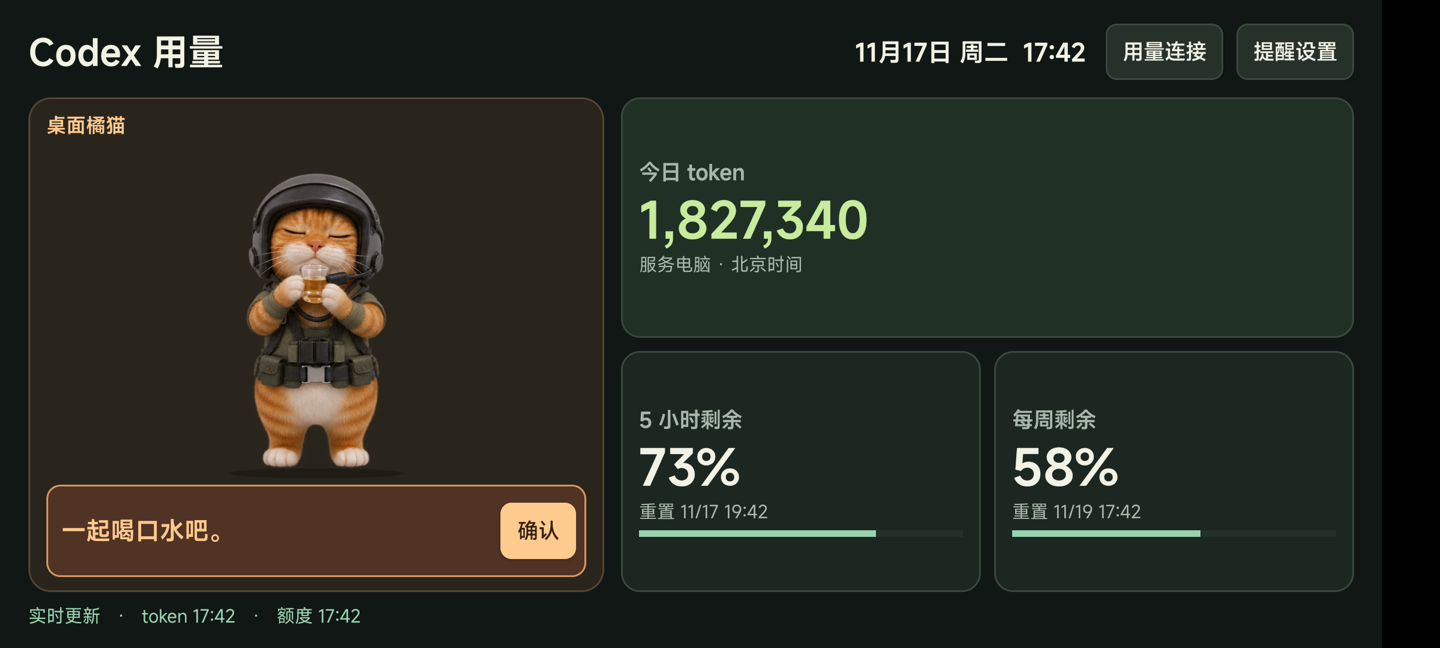 Codex 用量
11月17日 周二 17:42
用量连接
提醒设置
桌面橘猫
一起喝口水吧。
确认
今日 token
1,827,340
服务电脑 · 北京时间
5 小时剩余
73%
重置 11/17 19:42
每周剩余
58%
重置 11/19 17:42
实时更新 · token 17:42 · 额度 17:42